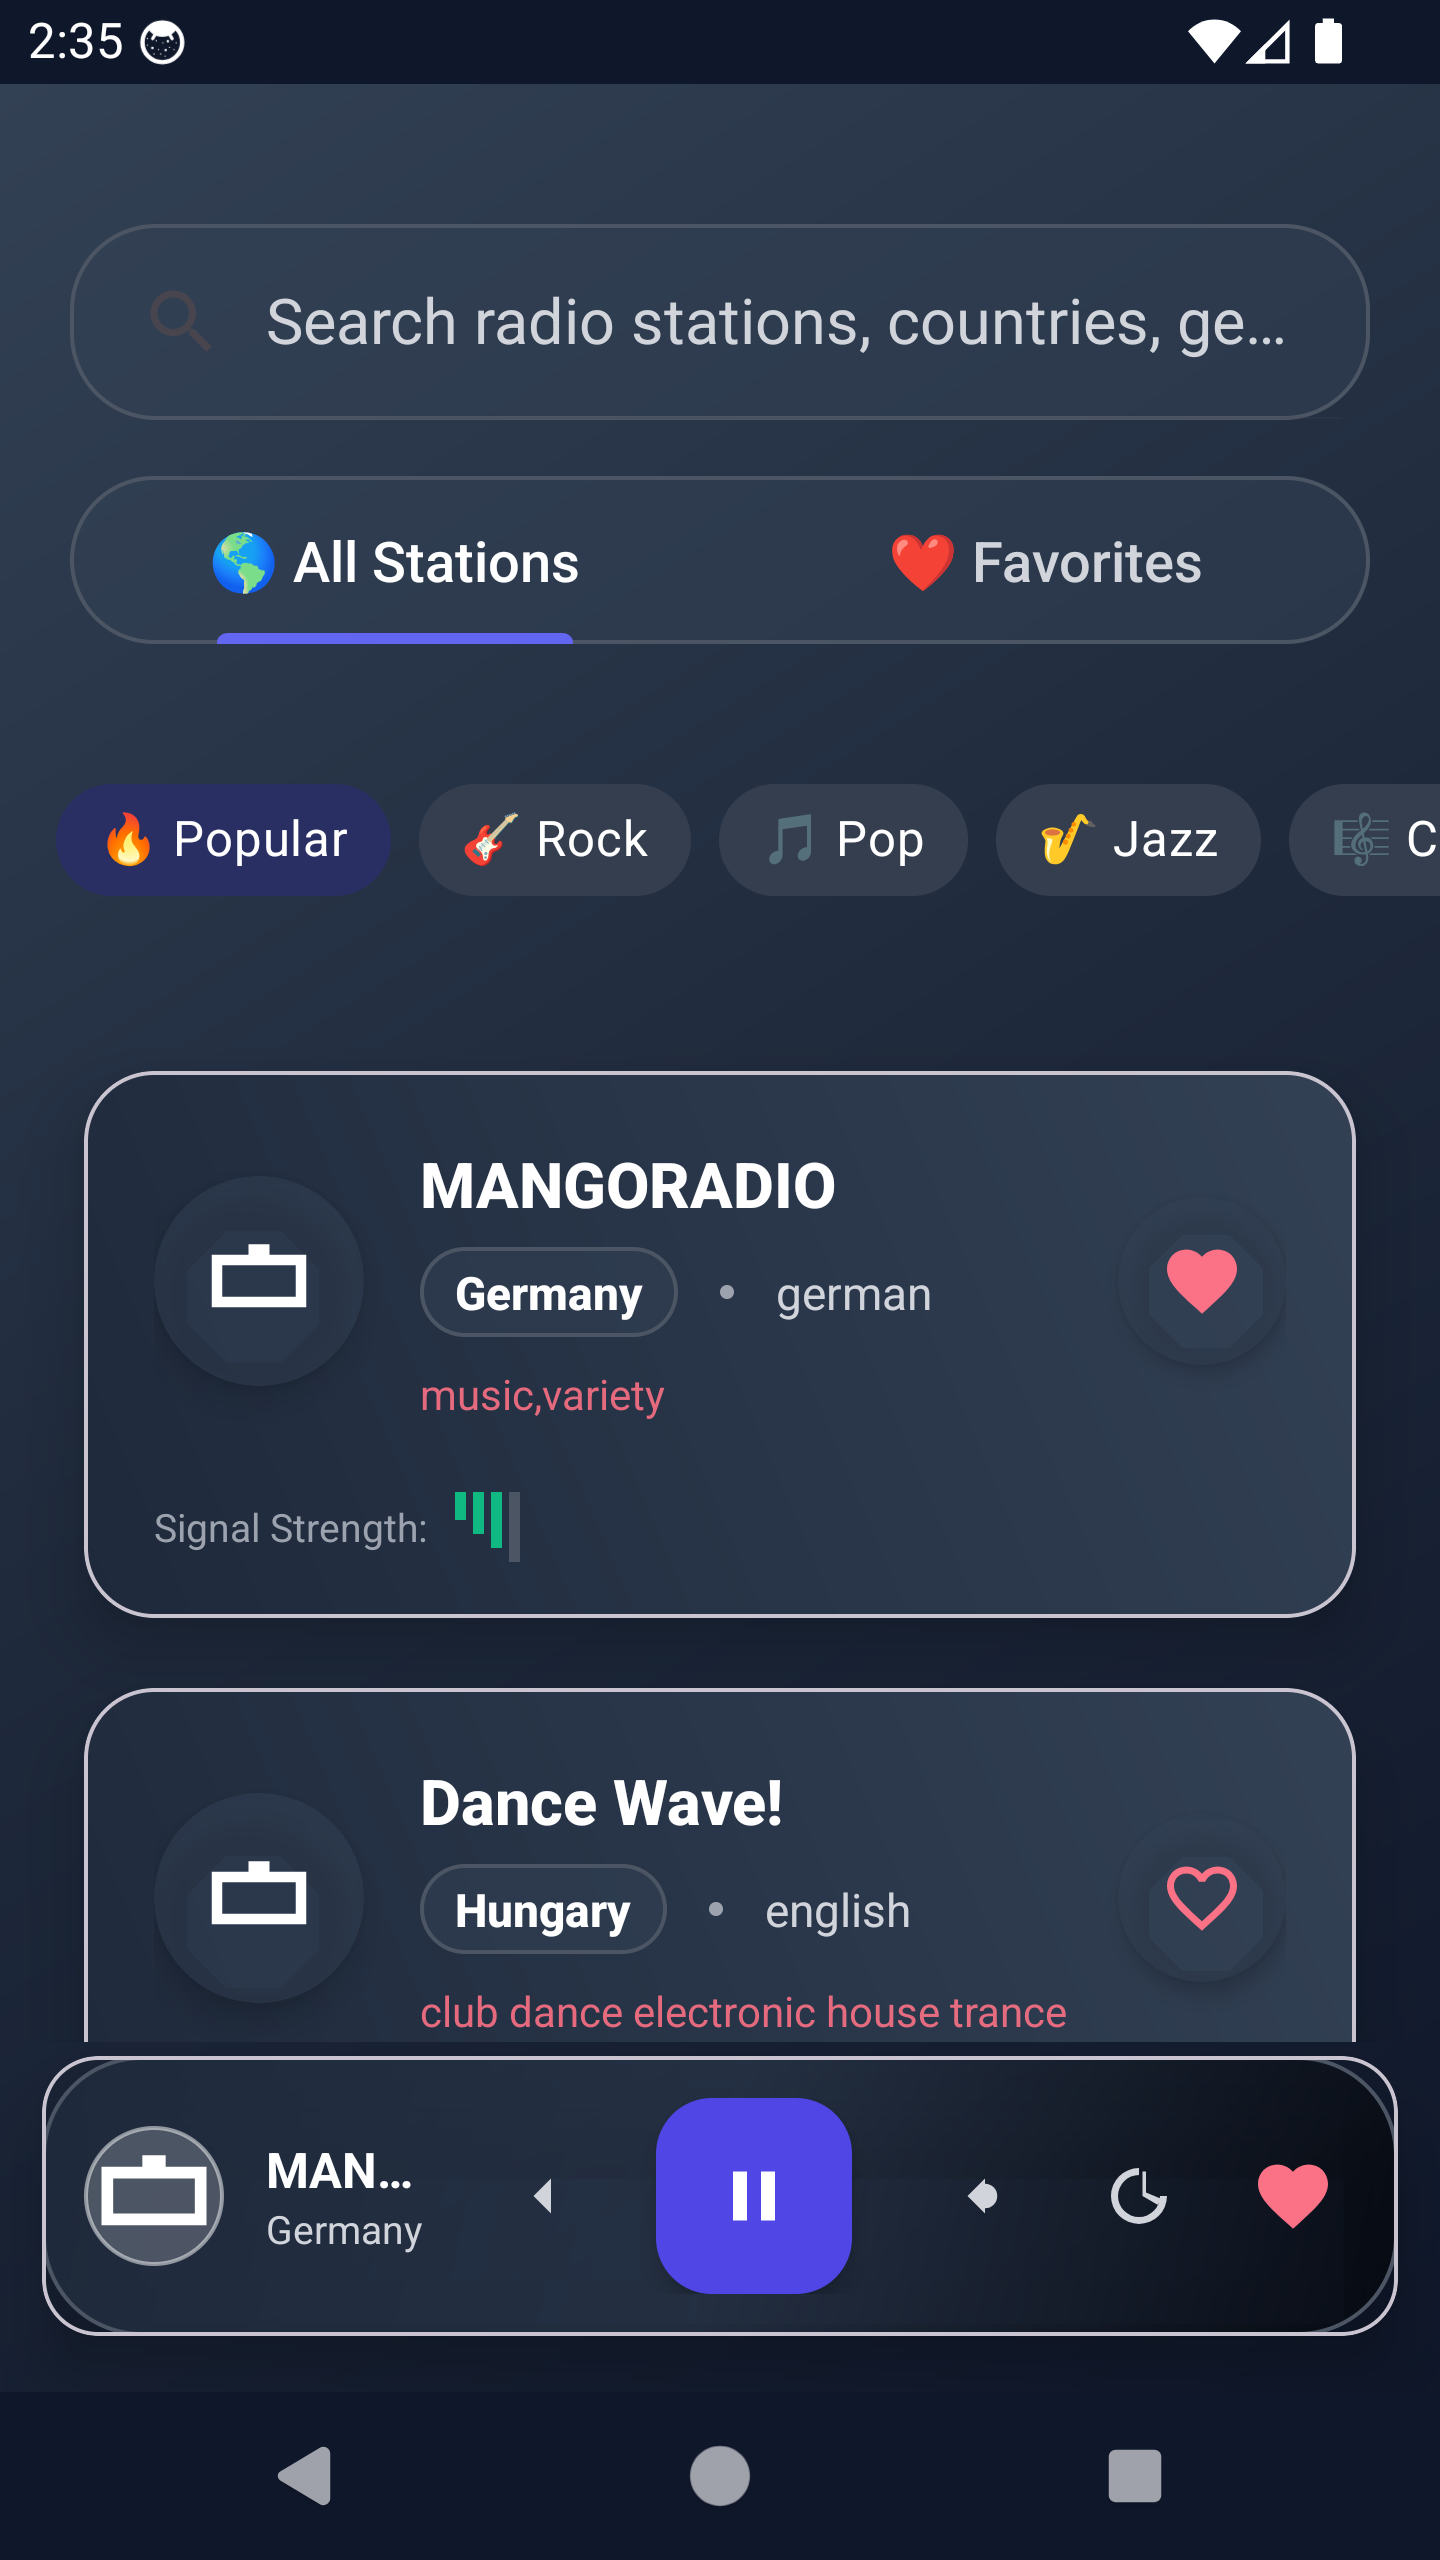 2:35
Search radio stations, countries, ge...
All Stations
Favorites
Popular
Rock
Pop
Jazz
C
MANGORADIO
Germany • german
music,variety
Signal Strength:
Dance Wave!
Hungary • english
club dance electronic house trance
MAN...
Germany